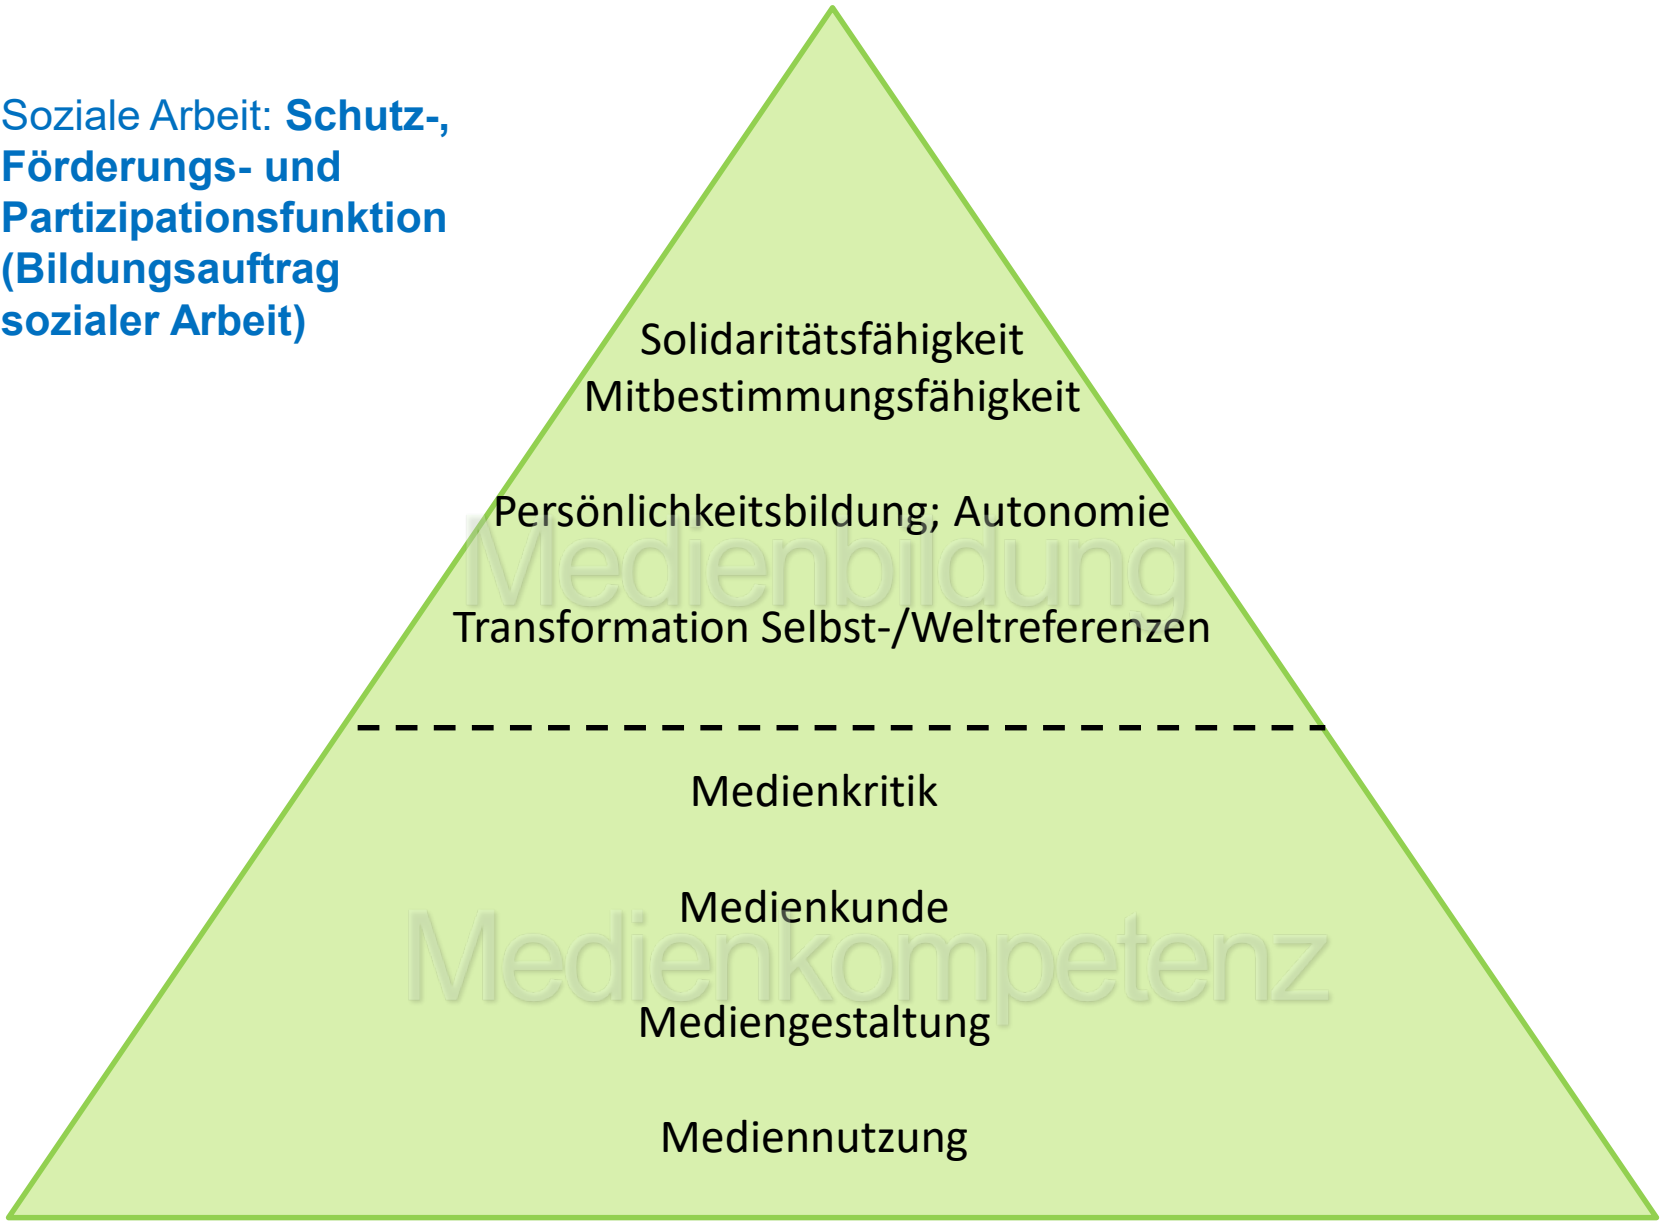 Soziale Arbeit: Schutz-,
Förderungs- und
Partizipationsfunktion
(Bildungsauftrag
sozialer Arbeit)
Solidaritätsfähigkeit
Mitbestimmungsfähigkeit
Persönlichkeitsbildung; Autonomie
Medienbildung
Transformation Selbst-/Weltreferenzen
Medienkritik
Medienkunde
Medienkompetenz
Mediengestaltung
Mediennutzung